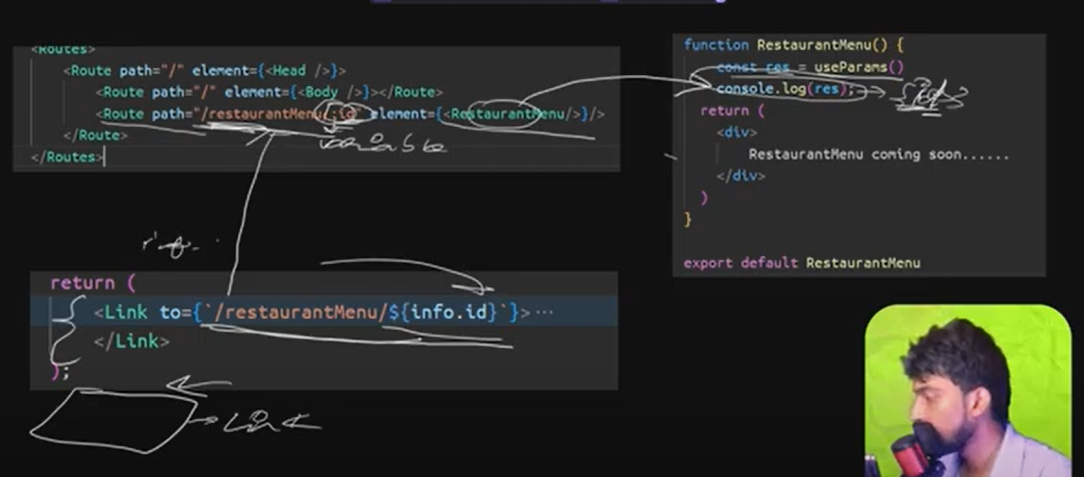 <Routes>
<Route path="/" element={<Head />}>
<Route path="/" element={<Body />}></Route>
<Route path="/restaurantMenu/:id" element={<RestaurantMenu/>}/>
</Route>
</Routes>
variable
info.
return (
<Link to={`/restaurantMenu/${info.id}`}>···
</Link>
);
Link
function RestaurantMenu() {
const res = useParams()
console.log(res);
return (
<div>
RestaurantMenu coming soon......
</div>
)
}
export default RestaurantMenu